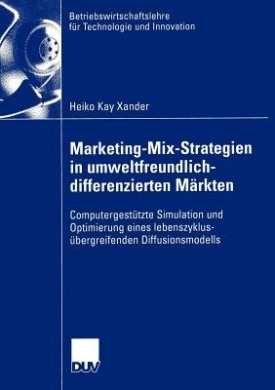 Betriebswirtschaftslehre
für Technologie und Innovation
Heiko Kay Xander
Marketing-Mix-Strategien
in umweltfreundlich-
differenzierten Märkten
Computergestützte Simulation und
Optimierung eines lebenszyklus-
übergreifenden Diffusionsmodells
DUV